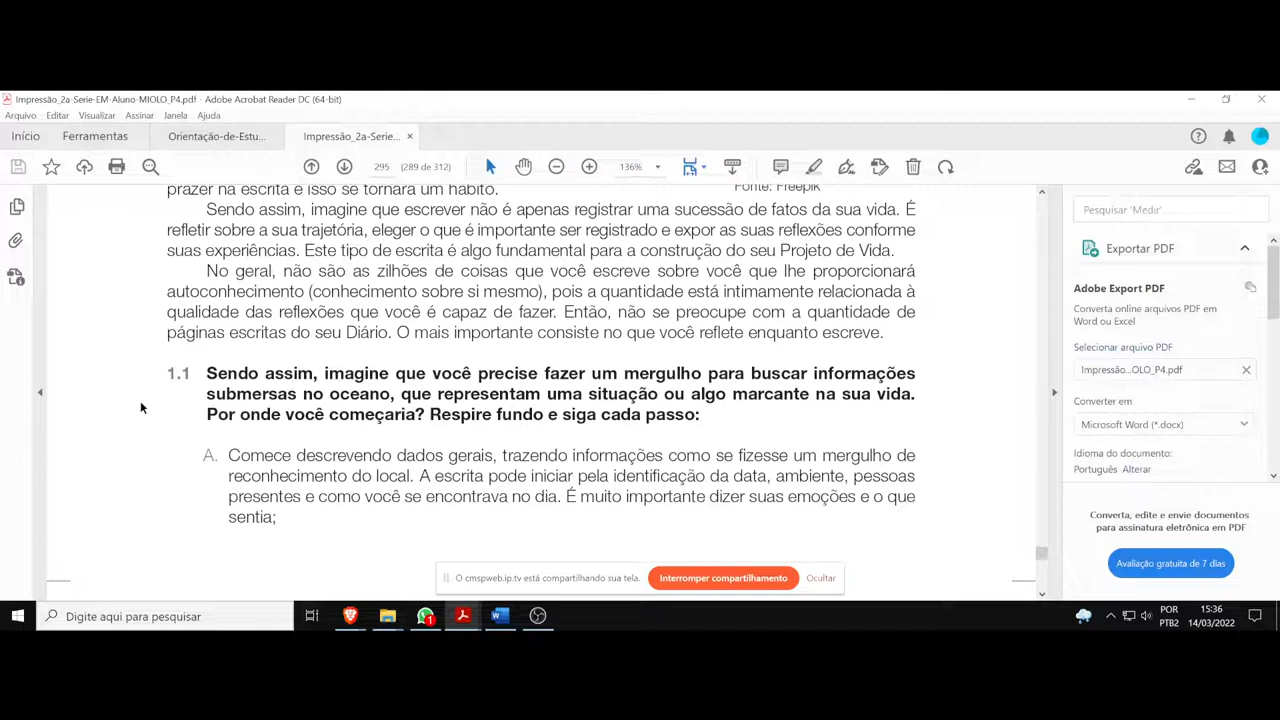 Impressão_2a-Serie-EM-Aluno-MIOLO_P4.pdf - Adobe Acrobat Reader DC (64-bit)
Arquivo Editar Visualizar Assinar Janela Ajuda
Início Ferramentas Orientação-de-Estu... Impressão_2a-Serie... ×
295 (289 de 312) 136%
prazer na escrita e isso se tornará um hábito.
Fonte: Freepik
Sendo assim, imagine que escrever não é apenas registrar uma sucessão de fatos da sua vida. É
refletir sobre a sua trajetória, eleger o que é importante ser registrado e expor as suas reflexões conforme
suas experiências. Este tipo de escrita é algo fundamental para a construção do seu Projeto de Vida.
No geral, não são as zilhões de coisas que você escreve sobre você que lhe proporcionará
autoconhecimento (conhecimento sobre si mesmo), pois a quantidade está intimamente relacionada à
qualidade das reflexões que você é capaz de fazer. Então, não se preocupe com a quantidade de
páginas escritas do seu Diário. O mais importante consiste no que você reflete enquanto escreve.
1.1 Sendo assim, imagine que você precise fazer um mergulho para buscar informações
submersas no oceano, que representam uma situação ou algo marcante na sua vida.
Por onde você começaria? Respire fundo e siga cada passo:
A. Comece descrevendo dados gerais, trazendo informações como se fizesse um mergulho de
reconhecimento do local. A escrita pode iniciar pela identificação da data, ambiente, pessoas
presentes e como você se encontrava no dia. É muito importante dizer suas emoções e o que
sentia;
Pesquisar 'Medir'
Exportar PDF
Adobe Export PDF
Converta online arquivos PDF em
Word ou Excel
Selecionar arquivo PDF
Impressão...OLO_P4.pdf ×
Converter em
Microsoft Word (*.docx)
Idioma do documento:
Português Alterar
Converta, edite e envie documentos
para assinatura eletrônica em PDF
Avaliação gratuita de 7 dias
O cmspweb.ip.tv está compartilhando sua tela. Interromper compartilhamento Ocultar
Digite aqui para pesquisar
1
POR
PTB2
15:36
14/03/2022